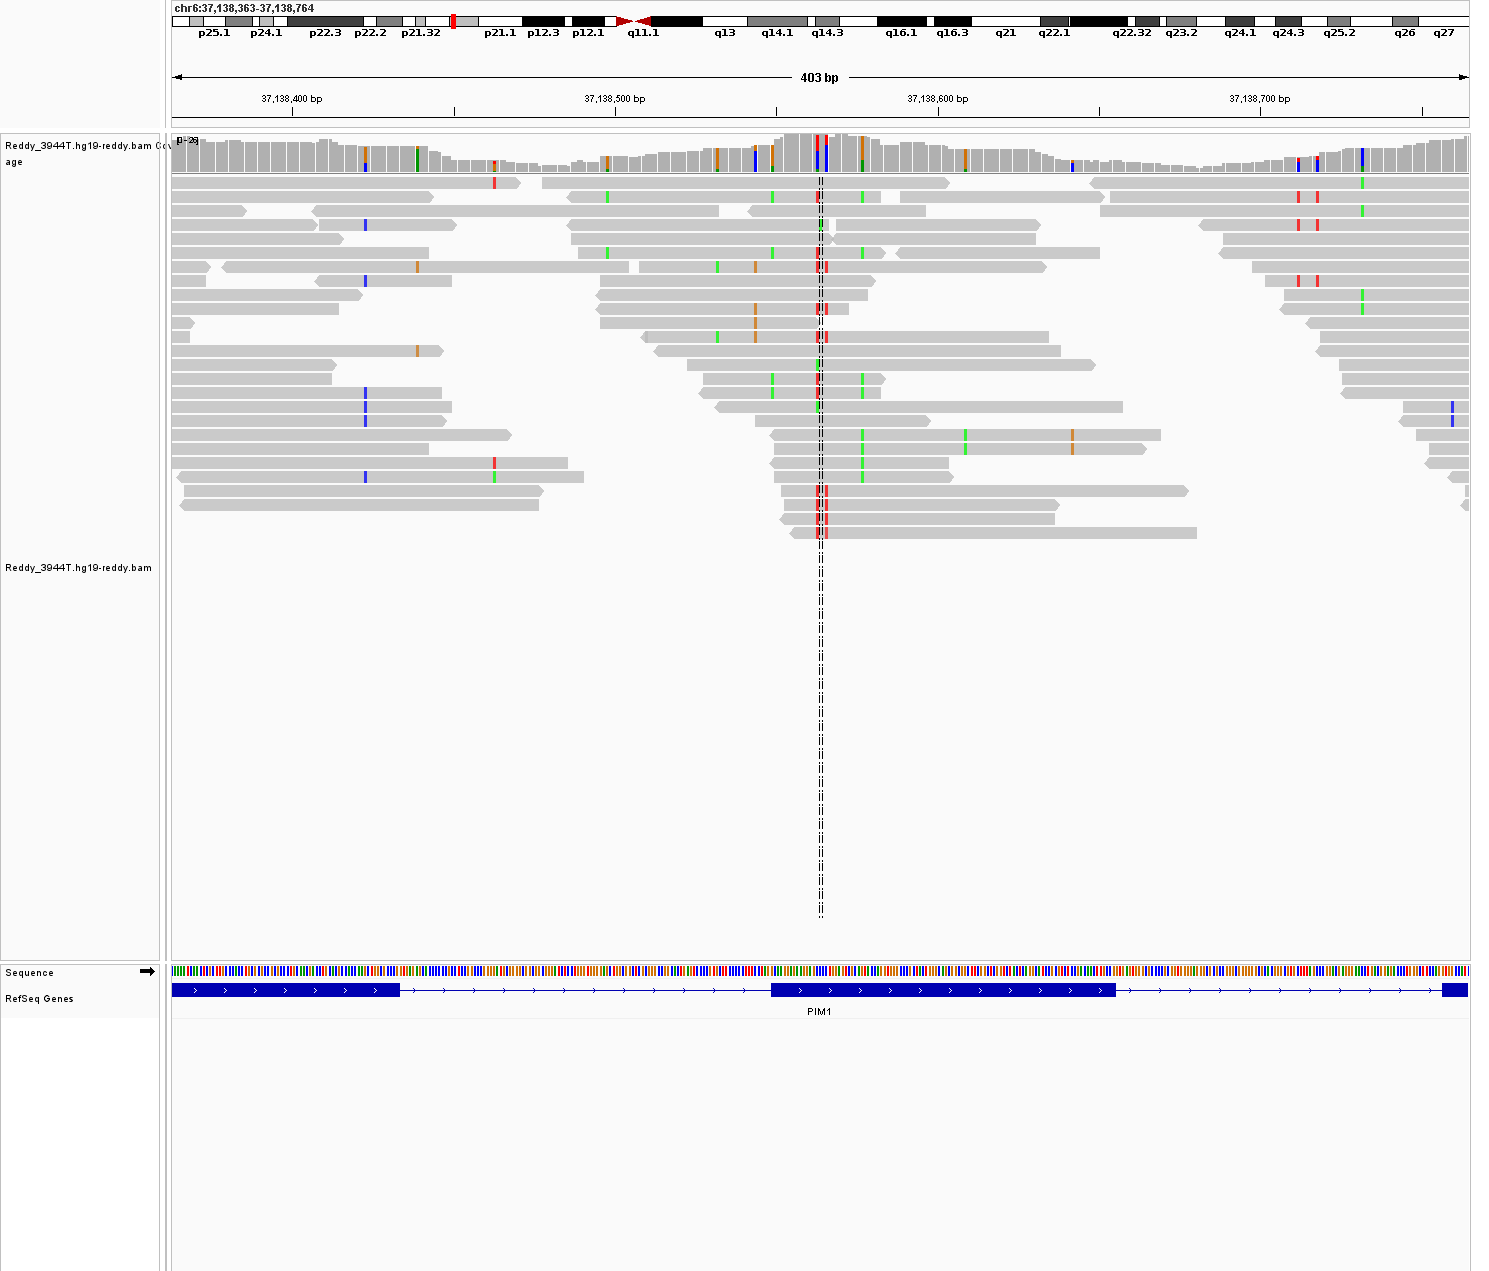 chr6:37,138,363-37,138,764
p25.1 p24.1 p22.3 p22.2 p21.32 p21.1 p12.3 p12.1 q11.1 q13 q14.1 q14.3 q16.1 q16.3 q21 q22.1 q22.32 q23.2 q24.1 q24.3 q25.2 q26 q27
403 bp
37,138,400 bp 37,138,500 bp 37,138,600 bp 37,138,700 bp
Reddy_3944T.hg19-reddy.bam Cov
age
Reddy_3944T.hg19-reddy.bam
Sequence
RefSeq Genes
PIM1